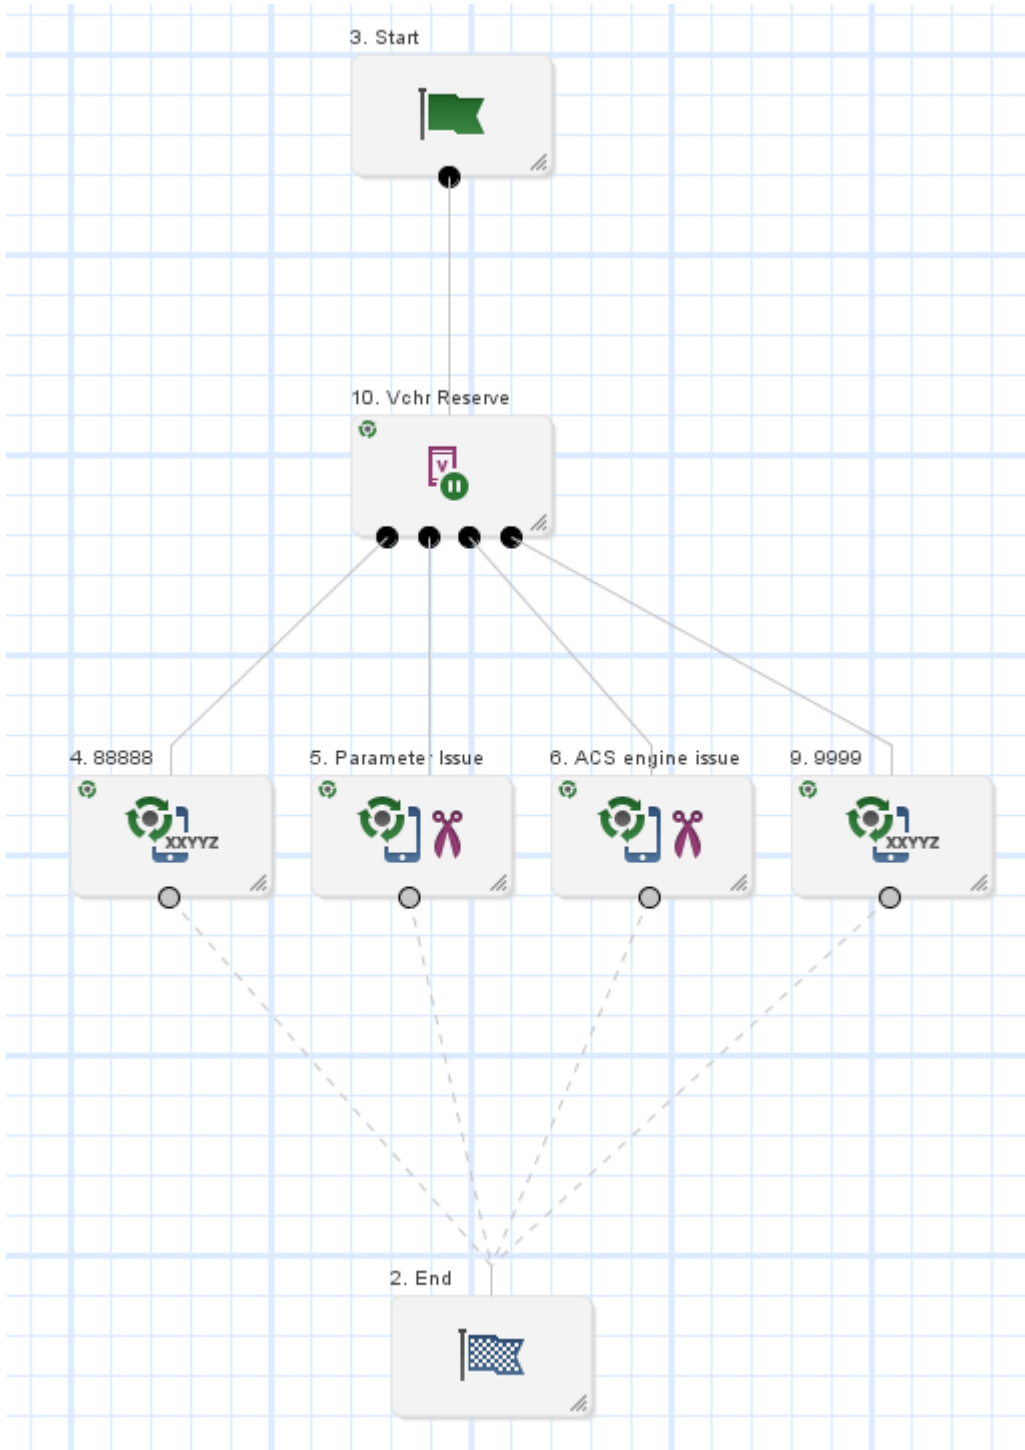 3. Start
10. Vchr Reserve
V
4. 88888
5. Parameter Issue
6. ACS engine issue
9. 9999
XXYYZ
XXYYZ
2. End